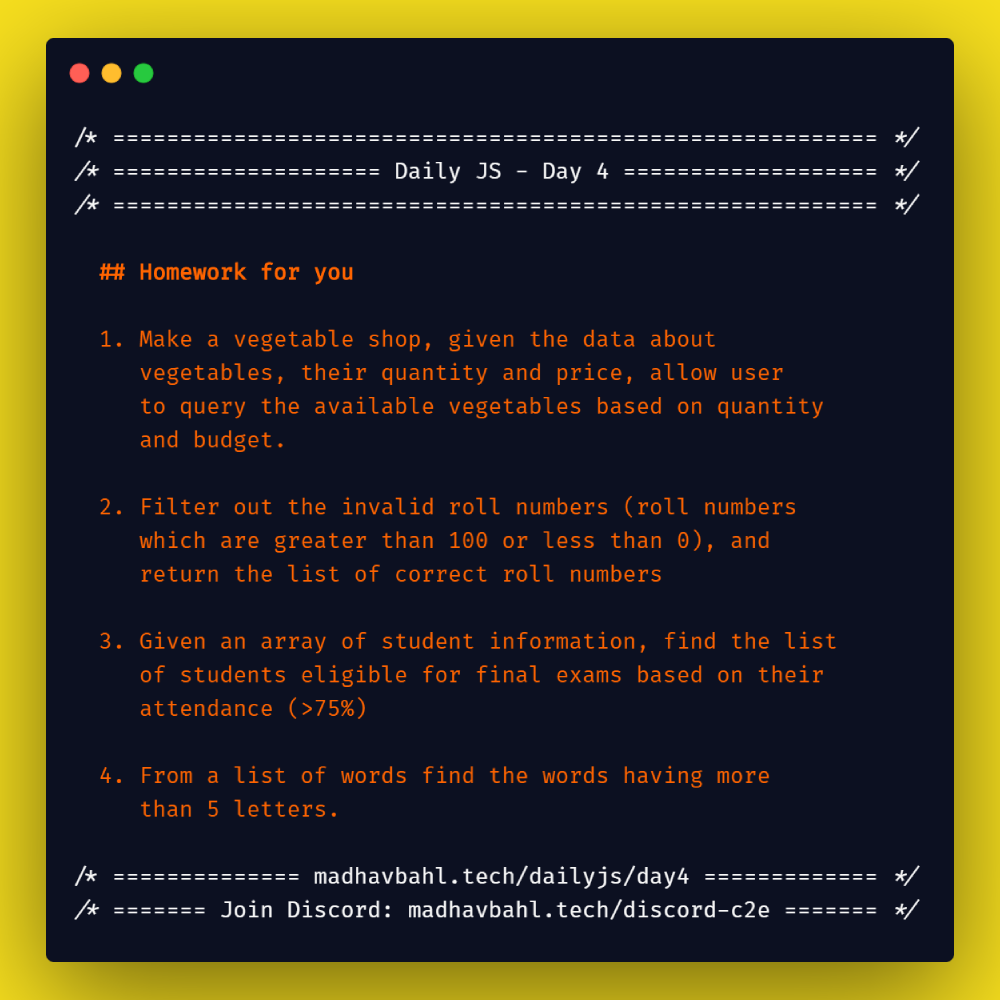 /* ========================================================= */
/* ==================== Daily JS - Day 4 =================== */
/* ========================================================= */
## Homework for you
1. Make a vegetable shop, given the data about
vegetables, their quantity and price, allow user
to query the available vegetables based on quantity
and budget.
2. Filter out the invalid roll numbers (roll numbers
which are greater than 100 or less than 0), and
return the list of correct roll numbers
3. Given an array of student information, find the list
of students eligible for final exams based on their
attendance (>75%)
4. From a list of words find the words having more
than 5 letters.
/* ============== madhavbahl.tech/dailyjs/day4 ============= */
/* ======= Join Discord: madhavbahl.tech/discord-c2e ======= */